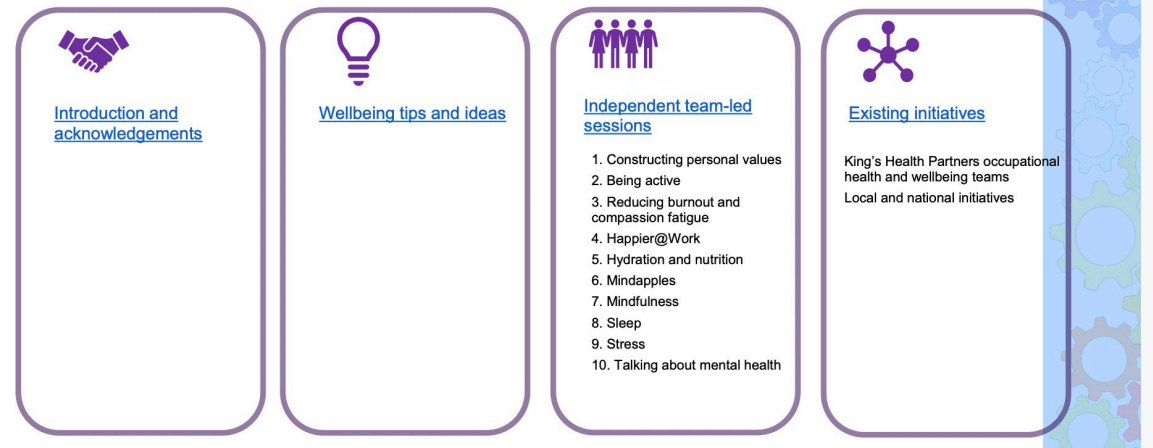 Introduction and
acknowledgements
Wellbeing tips and ideas
Independent team-led
sessions
1. Constructing personal values
2. Being active
3. Reducing burnout and
compassion fatigue
4. Happier@Work
5. Hydration and nutrition
6. Mindapples
7. Mindfulness
8. Sleep
9. Stress
10. Talking about mental health
Existing initiatives
King's Health Partners occupational
health and wellbeing teams
Local and national initiatives